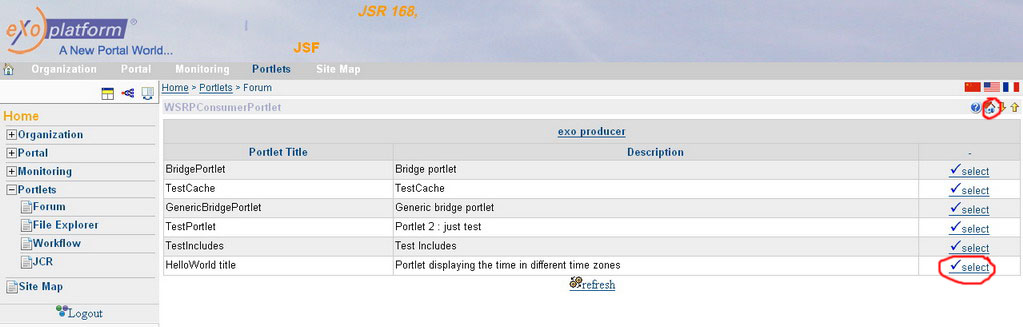 JSR 168,
eXo platform ®
A New Portal World...
JSF
Organization Portal Monitoring Portlets Site Map
Home > Portlets > Forum
WSRPConsumerPortlet
Home
Organization
Portal
Monitoring
Portlets
Forum
File Explorer
Workflow
JCR
Site Map
Logout
exo producer
Portlet Title Description -
BridgePortlet Bridge portlet select
TestCache TestCache select
GenericBridgePortlet Generic bridge portlet select
TestPortlet Portlet 2 : just test select
TestIncludes Test Includes select
HelloWorld title Portlet displaying the time in different time zones select
refresh